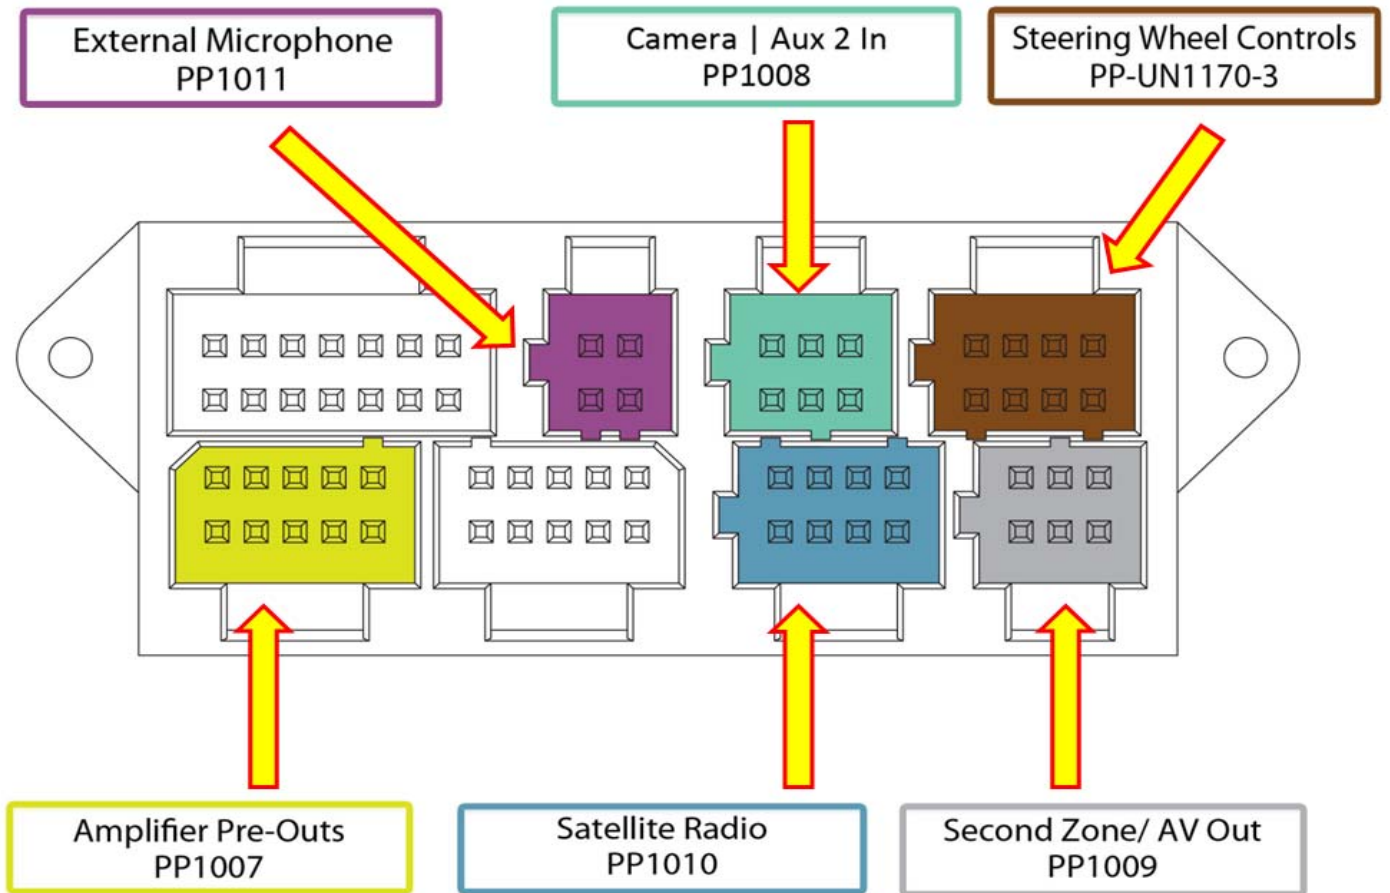 External Microphone
PP1011
Camera | Aux 2 In
PP1008
Steering Wheel Controls
PP-UN1170-3
Amplifier Pre-Outs
PP1007
Satellite Radio
PP1010
Second Zone/ AV Out
PP1009